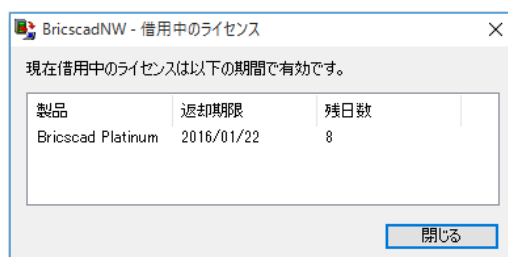 BricscadNW - 借用中のライセンス
現在借用中のライセンスは以下の期間で有効です。
製品 返却期限 残日数
Bricscad Platinum 2016/01/22 8
閉じる